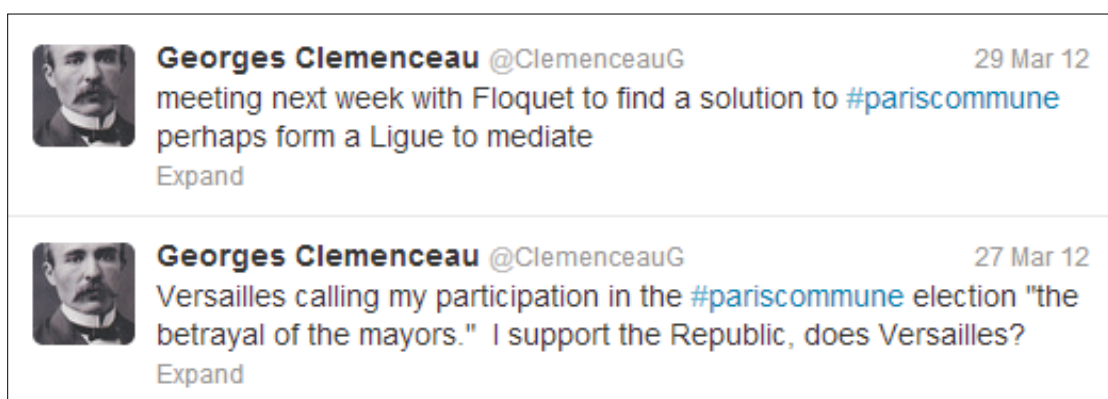 Georges Clemenceau @ClemenceauG 29 Mar 12
meeting next week with Floquet to find a solution to #pariscommune
perhaps form a Ligue to mediate
Expand
Georges Clemenceau @ClemenceauG 27 Mar 12
Versailles calling my participation in the #pariscommune election "the
betrayal of the mayors."  I support the Republic, does Versailles?
Expand